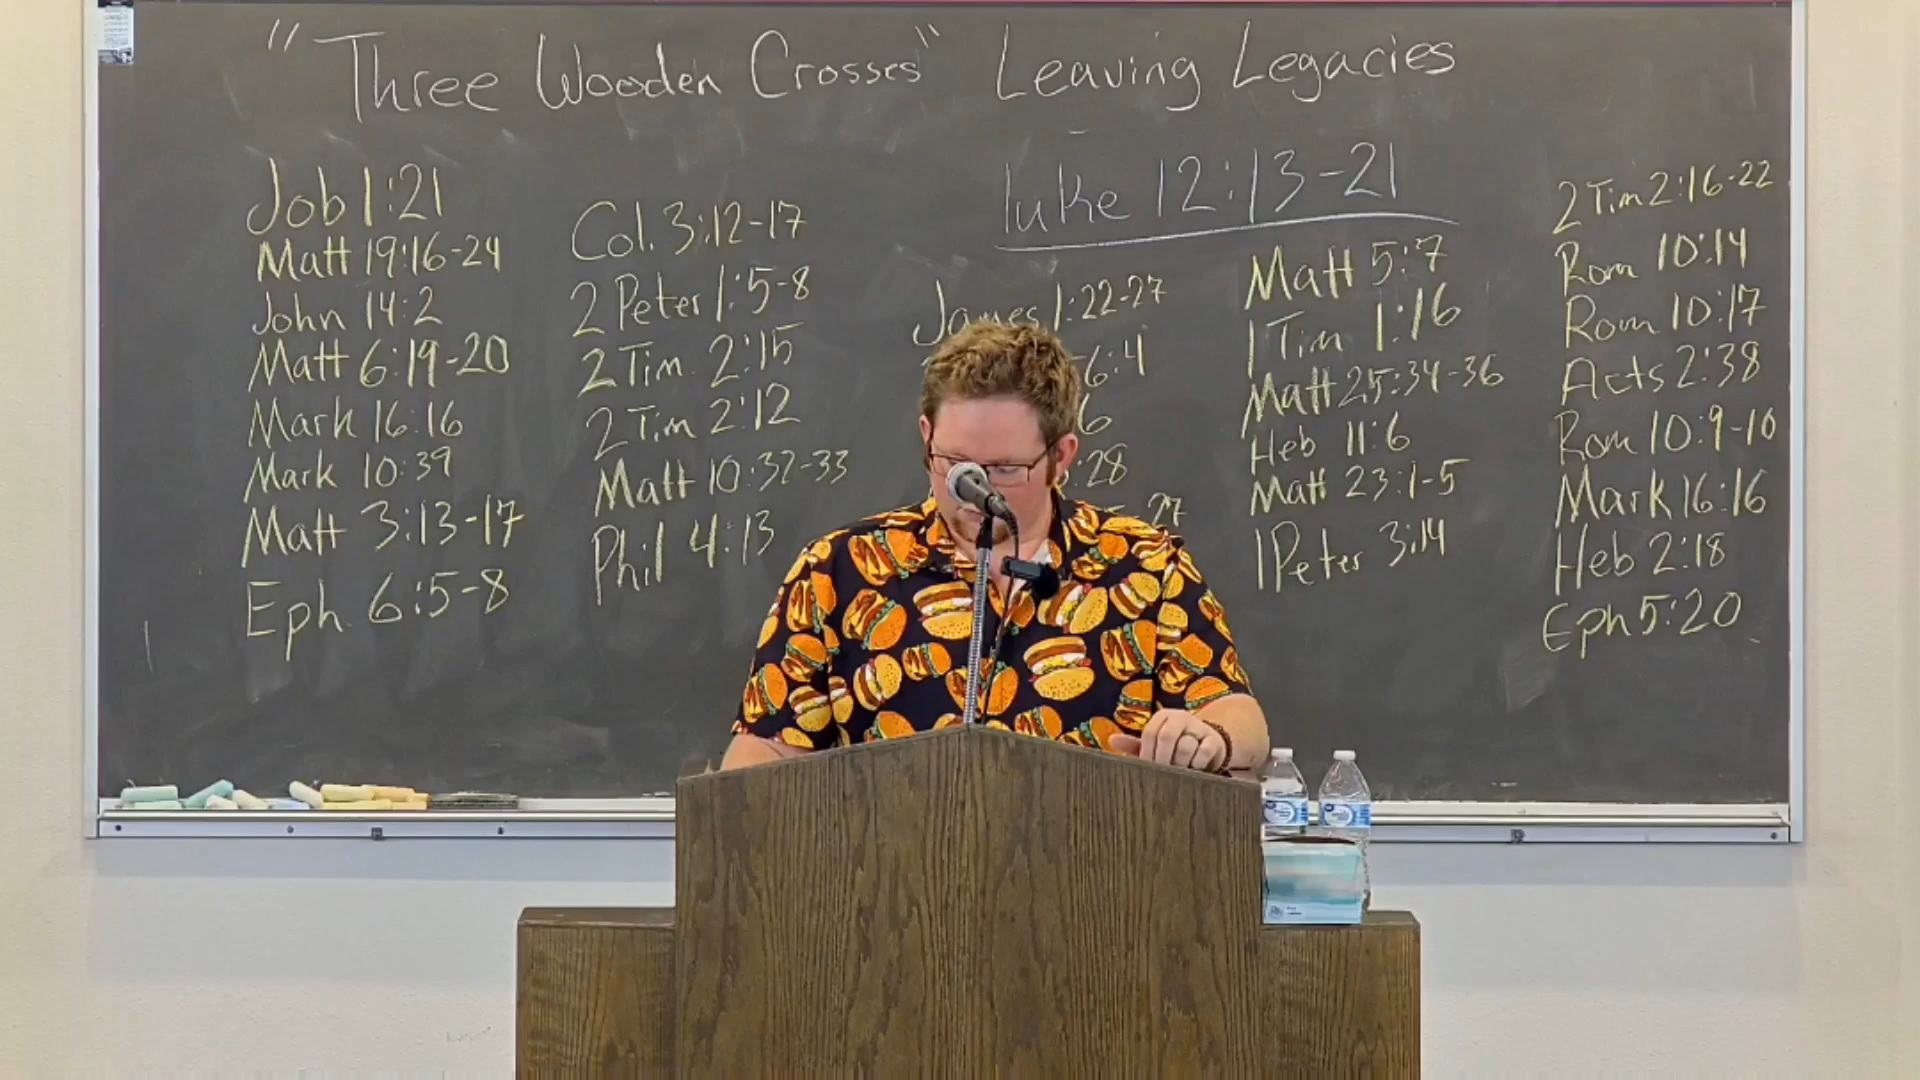 "Three Wooden Crosses" Leaving Legacies
Job 1:21
Matt 19:16-24
John 14:2
Matt 6:19-20
Mark 16:16
Mark 10:39
Matt 3:13-17
Eph. 6:5-8
Col. 3:12-17
2 Peter 1:5-8
2 Tim. 2:15
2 Tim 2:12
Matt 10:32-33
Phil 4:13
luke 12:13-21
James 1:22-27
6:4
6
:28
27
Matt 5:7
1 Tim 1:16
Matt 25:34-36
Heb 11:6
Matt 23:1-5
1 Peter 3:14
2 Tim 2:16-22
Rom 10:14
Rom 10:17
Acts 2:38
Rom 10:9-10
Mark 16:16
Heb 2:18
Eph 5:20